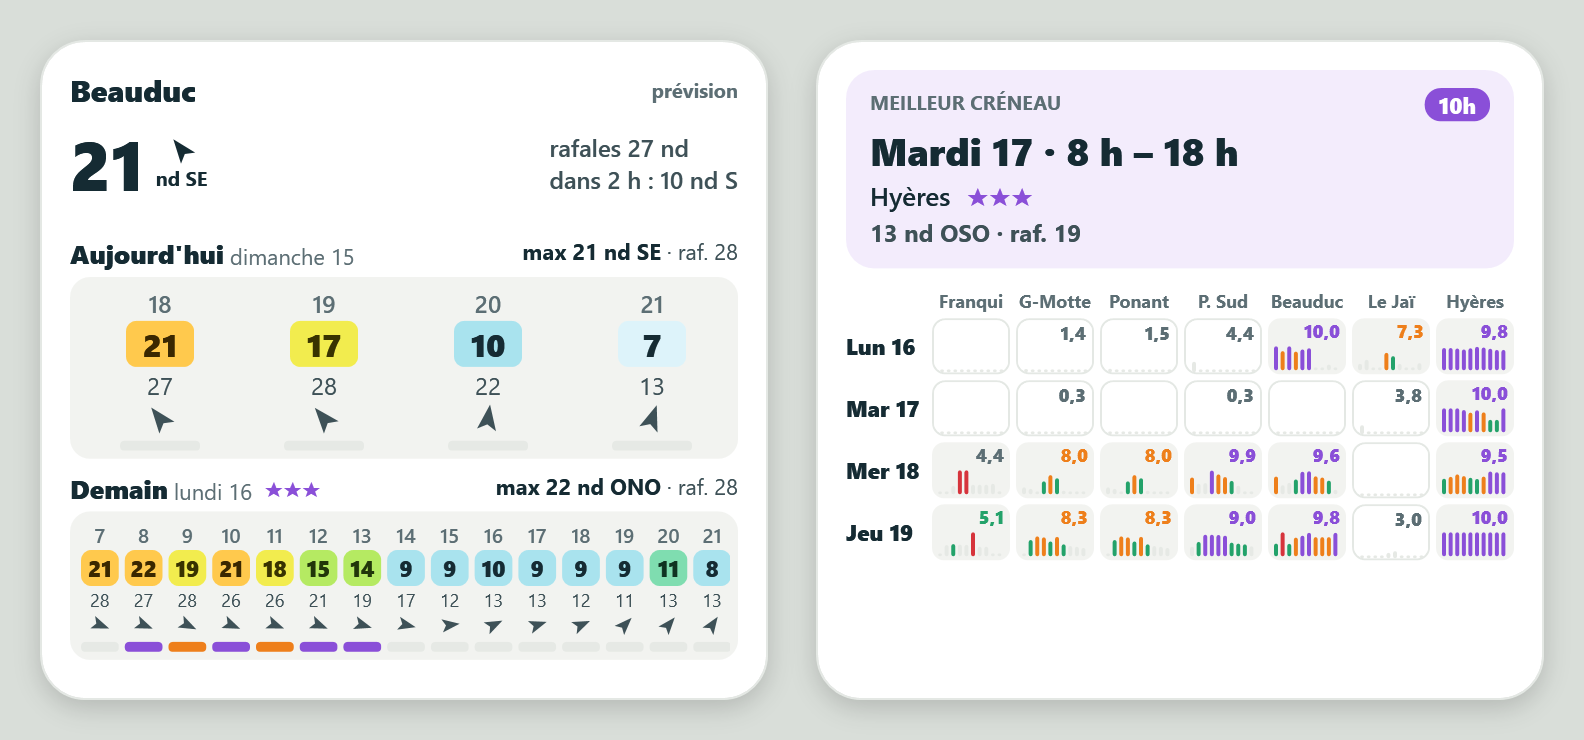 Beauduc
prévision
21 nd SE
rafales 27 nd
dans 2 h : 10 nd S
Aujourd'hui dimanche 15
max 21 nd SE · raf. 28
18 19 20 21
21 17 10 7
27 28 22 13
Demain lundi 16 ★★★
max 22 nd ONO · raf. 28
7 8 9 10 11 12 13 14 15 16 17 18 19 20 21
21 22 19 21 18 15 14 9 9 10 9 9 9 11 8
28 27 28 26 26 21 19 17 12 13 13 12 11 13 13
MEILLEUR CRÉNEAU
10h
Mardi 17 · 8 h – 18 h
Hyères ★★★
13 nd OSO · raf. 19
Franqui G-Motte Ponant P. Sud Beauduc Le Jaï Hyères
Lun 16 1,4 1,5 4,4 10,0 7,3 9,8
Mar 17 0,3 0,3 3,8 10,0
Mer 18 4,4 8,0 8,0 9,9 9,6 9,5
Jeu 19 5,1 8,3 8,3 9,0 9,8 3,0 10,0